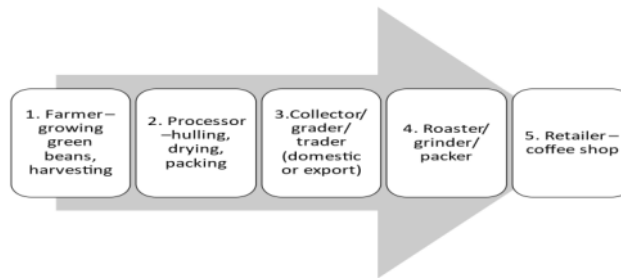 1. Farmer–
growing
green
beans,
harvesting
2. Processor
–hulling,
drying,
packing
3.Collector/
grader/
trader
(domestic
or export)
4. Roaster/
grinder/
packer
5. Retailer–
coffee shop